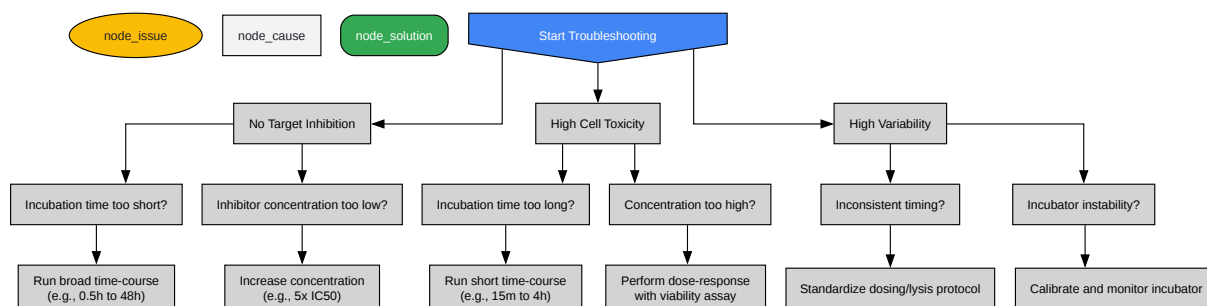 node_issue
node_cause
node_solution
Start Troubleshooting
No Target Inhibition
High Cell Toxicity
High Variability
Incubation time too short?
Inhibitor concentration too low?
Incubation time too long?
Concentration too high?
Inconsistent timing?
Incubator instability?
Run broad time-course
(e.g., 0.5h to 48h)
Increase concentration
(e.g., 5x IC50)
Run short time-course
(e.g., 15m to 4h)
Perform dose-response
with viability assay
Standardize dosing/lysis protocol
Calibrate and monitor incubator